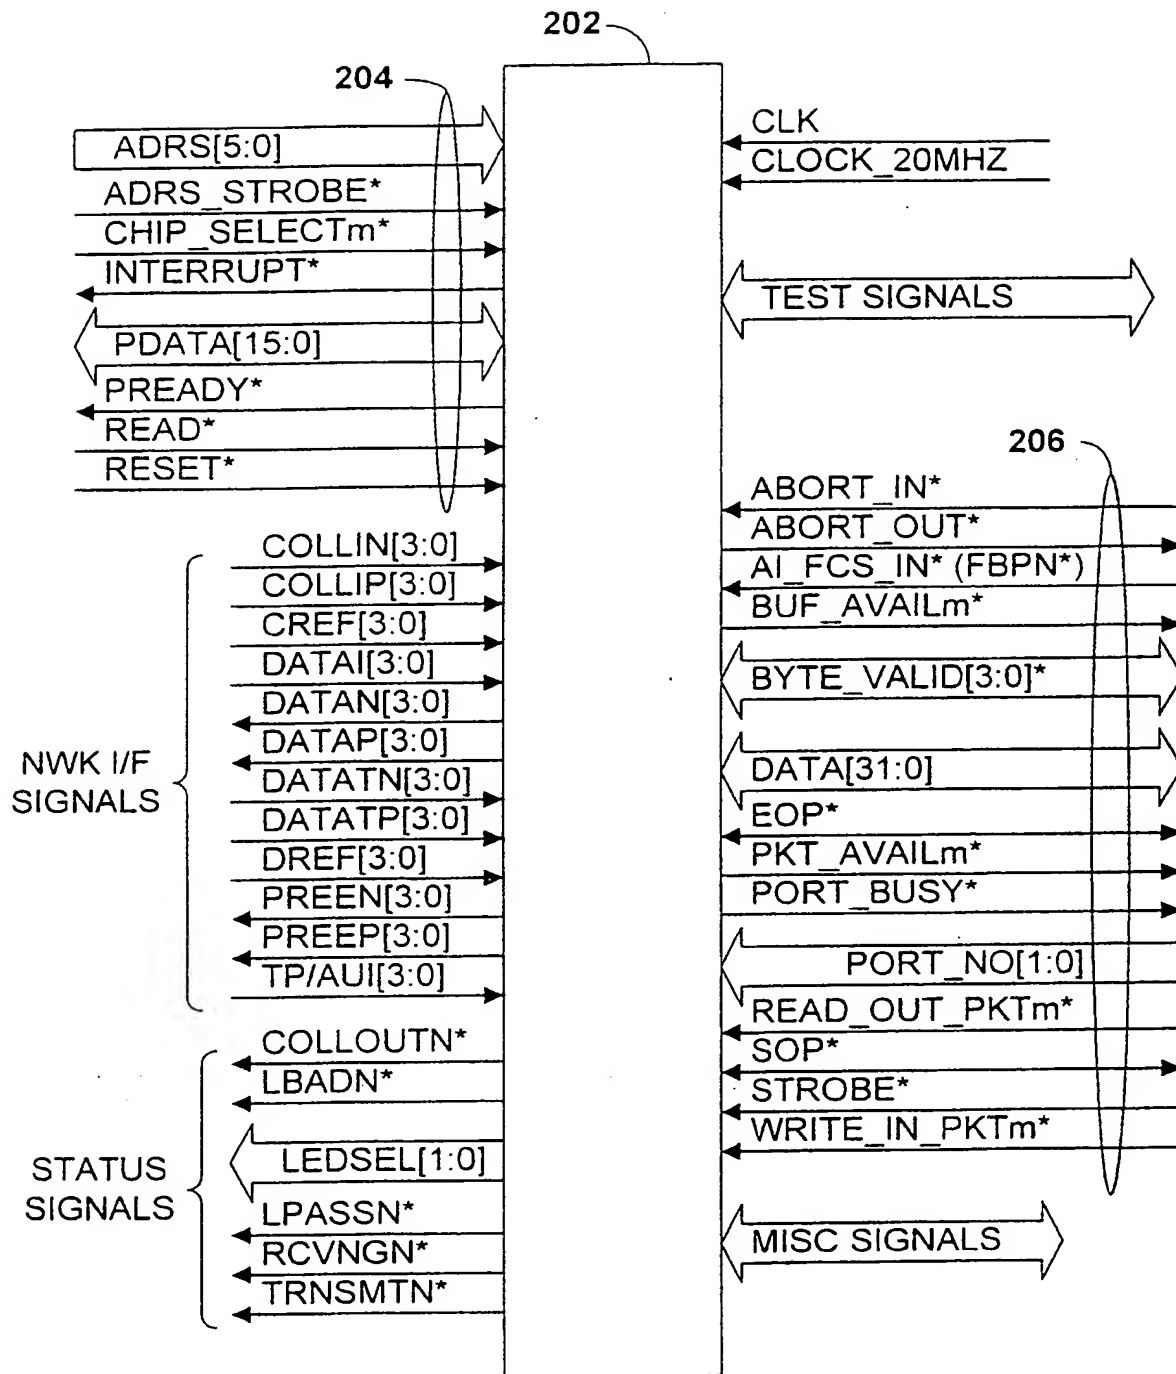 202
204
ADRS[5:0]
ADRS_STROBE*
CHIP_SELECTm*
INTERRUPT*
PDATA[15:0]
PREADY*
READ*
RESET*
NWK I/F
SIGNALS
COLLIN[3:0]
COLLIP[3:0]
CREF[3:0]
DATAI[3:0]
DATAN[3:0]
DATAP[3:0]
DATATN[3:0]
DATATP[3:0]
DREF[3:0]
PREEN[3:0]
PREEP[3:0]
TP/AUI[3:0]
STATUS
SIGNALS
COLLOUTN*
LBADN*
LEDSEL[1:0]
LPASSN*
RCVNGN*
TRNSMTN*
CLK
CLOCK_20MHZ
TEST SIGNALS
206
ABORT_IN*
ABORT_OUT*
AI_FCS_IN* (FBPN*)
BUF_AVAILm*
BYTE_VALID[3:0]*
DATA[31:0]
EOP*
PKT_AVAILm*
PORT_BUSY*
PORT_NO[1:0]
READ_OUT_PKTm*
SOP*
STROBE*
WRITE_IN_PKTm*
MISC SIGNALS